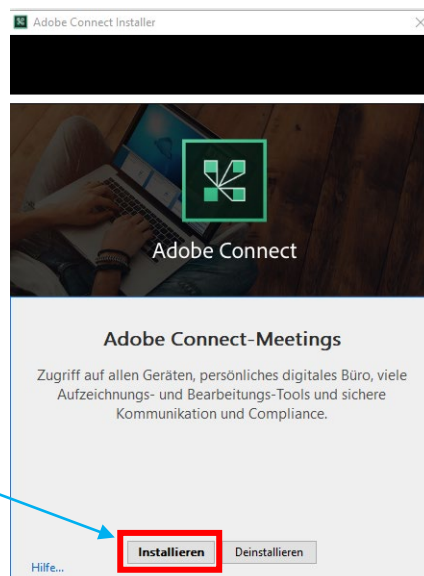 Adobe Connect Installer
Adobe Connect
Adobe Connect-Meetings
Zugriff auf allen Geräten, persönliches digitales Büro, viele
Aufzeichnungs- und Bearbeitungs-Tools und sichere
Kommunikation und Compliance.
Installieren Deinstallieren
Hilfe...